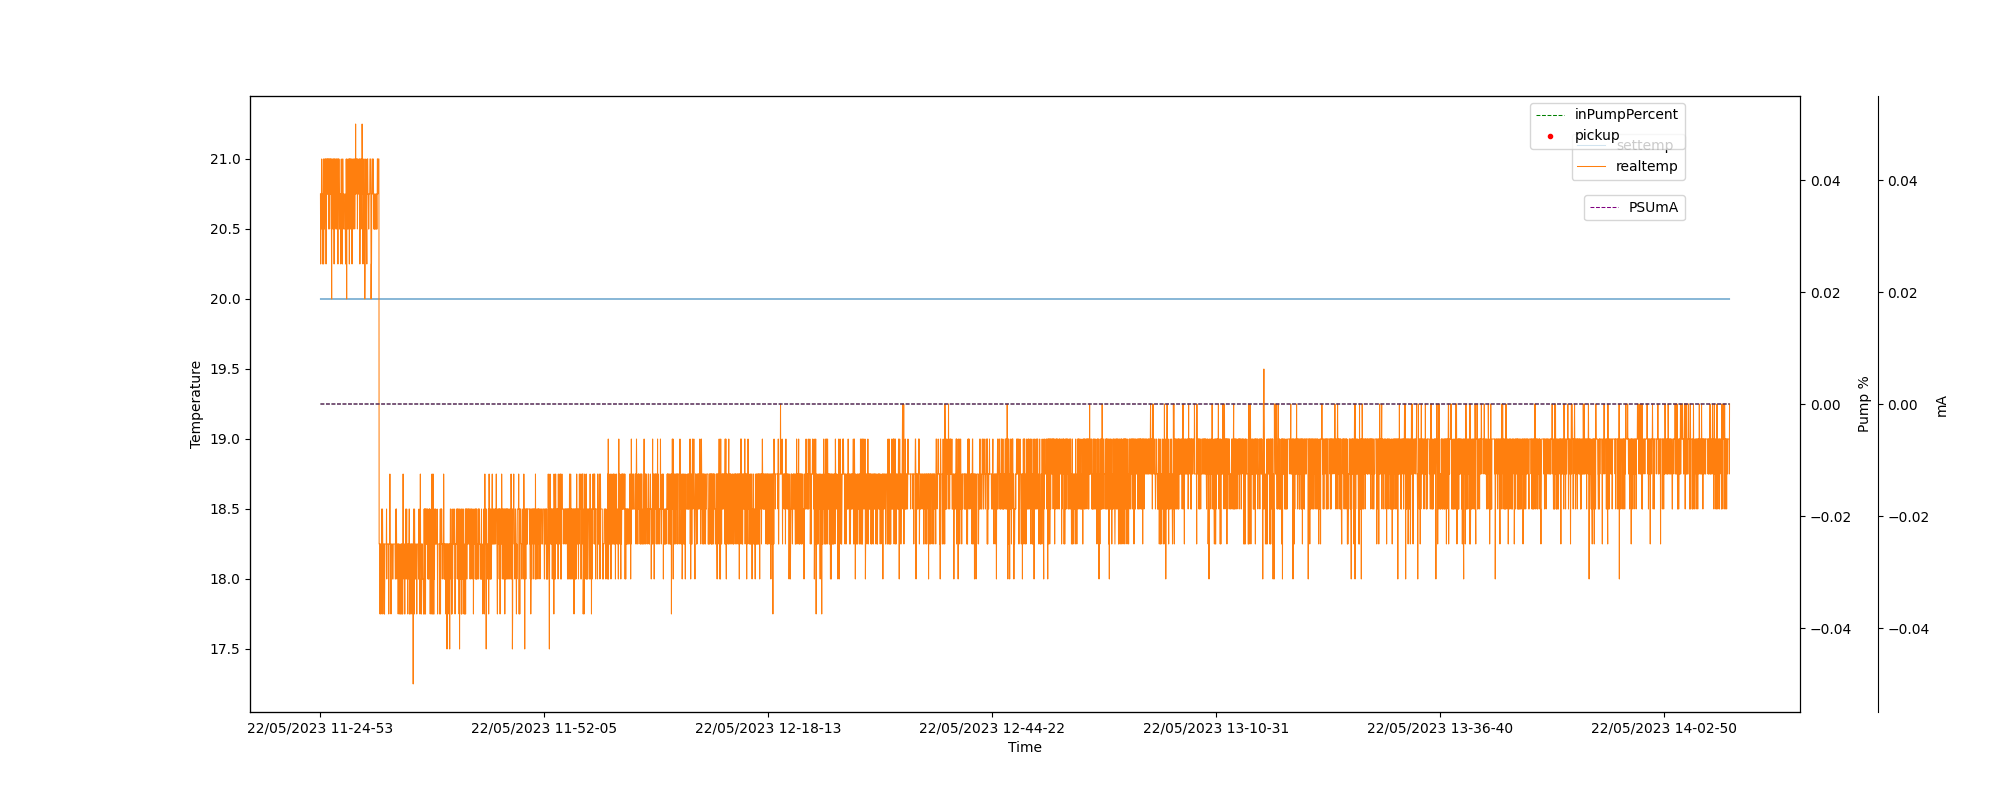 inPumpPercent
pickup
settemp
realtemp
PSUmA
21.0
20.5
20.0
19.5
19.0
18.5
18.0
17.5
Temperature
0.04
0.02
0.00
−0.02
−0.04
Pump %
0.04
0.02
0.00
−0.02
−0.04
mA
22/05/2023 11-24-53
22/05/2023 11-52-05
22/05/2023 12-18-13
22/05/2023 12-44-22
22/05/2023 13-10-31
22/05/2023 13-36-40
22/05/2023 14-02-50
Time